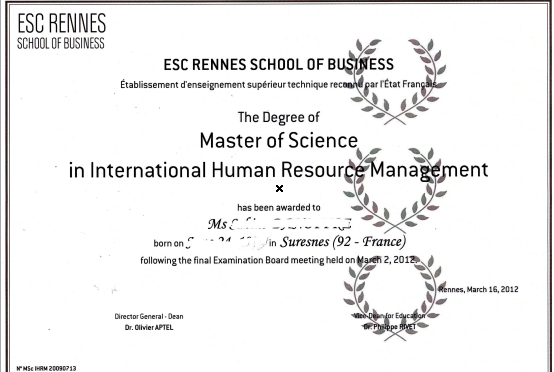 ESC RENNES
SCHOOL OF BUSINESS
ESC RENNES SCHOOL OF BUSINESS
Établissement d'enseignement supérieur technique reconnu par l'État Français
The Degree of
Master of Science
in International Human Resource Management
has been awarded to
Ms
born on in Suresnes (92 - France)
following the final Examination Board meeting held on March 2, 2012.
Rennes, March 16, 2012
Director General - Dean
Dr. Olivier APTEL
Vice-Dean for Education
Dr. Philippe RIVET
N° MSc IHRM 20090713